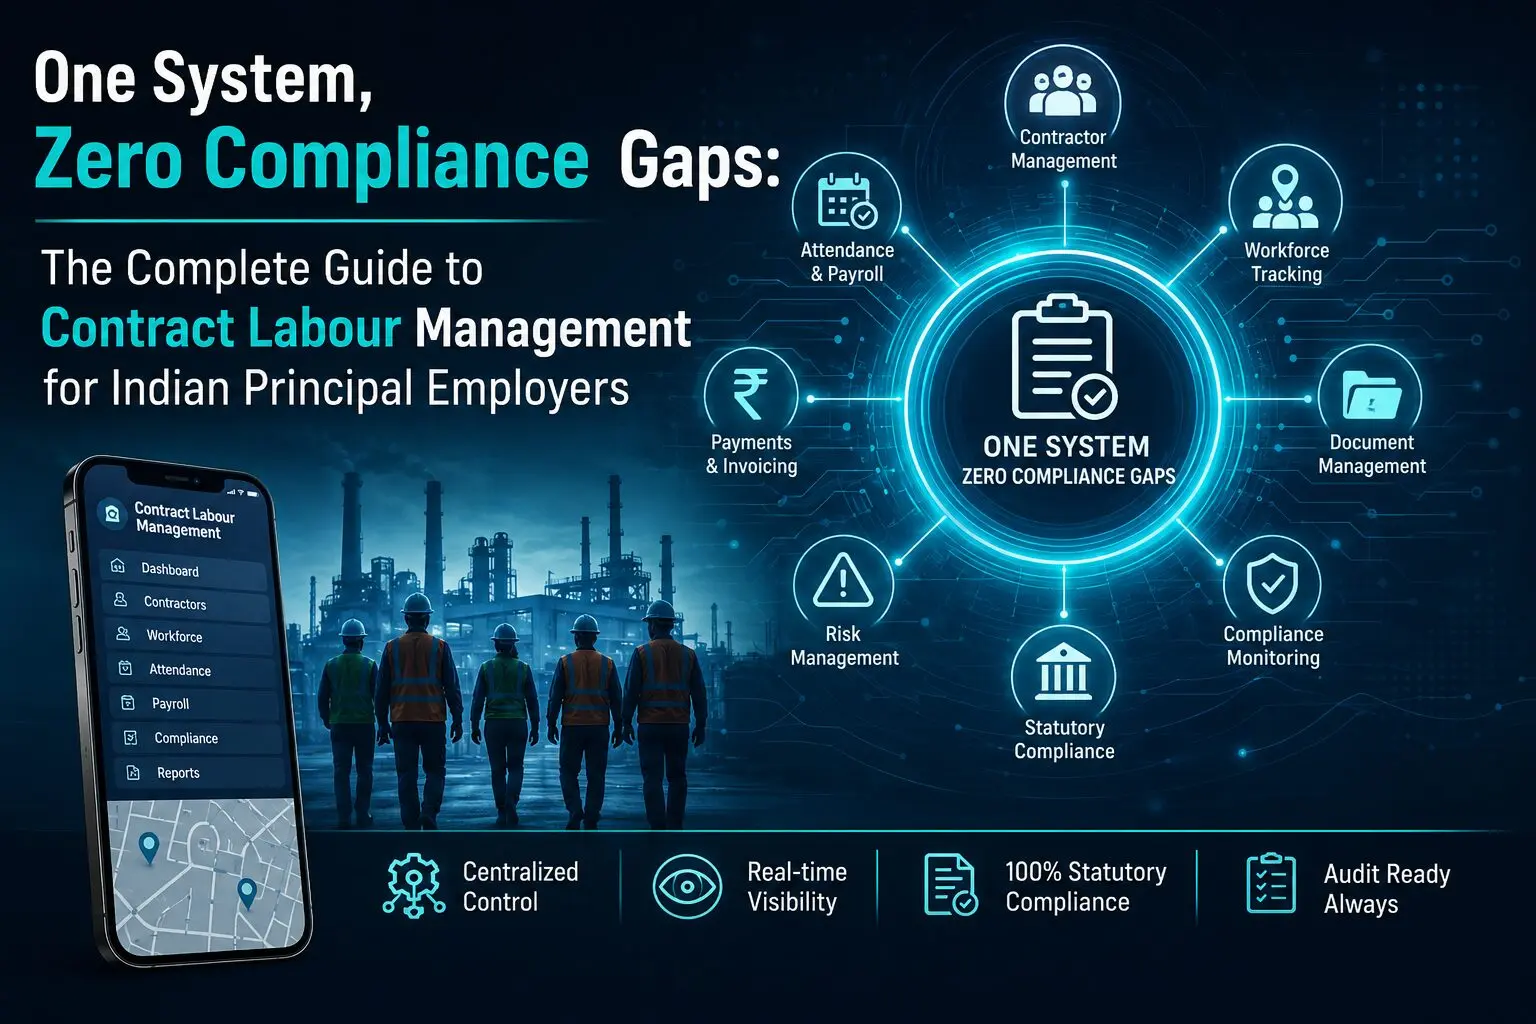 One System,
Zero Compliance Gaps:
The Complete Guide to
Contract Labour Management
for Indian Principal Employers
Contractor
Management
Attendance
& Payroll
Workforce
Tracking
Payments
& Invoicing
Document
Management
ONE SYSTEM
ZERO COMPLIANCE GAPS
Risk
Management
Compliance
Monitoring
Statutory
Compliance
Contract Labour
Management
Dashboard
Contractors
Workforce
Attendance
Payroll
Compliance
Reports
Centralized
Control
Real-time
Visibility
100% Statutory
Compliance
Audit Ready
Always